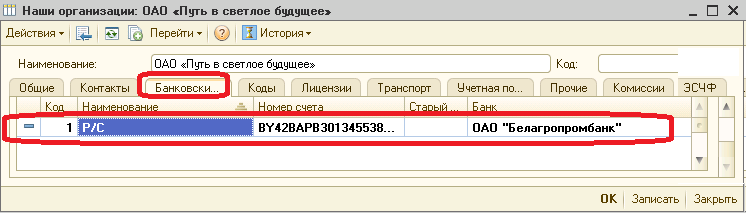 Наши организации: ОАО «Путь в светлое будущее»
Действия Перейти ? История
Наименование: ОАО «Путь в светлое будущее» Код:
Общие Контакты Банковски... Коды Лицензии Транспорт Учетная по... Прочие Комиссии ЭСЧФ
Код Наименование Номер счета Старый ... Банк
1 Р/С BY42BAPB301345538... ОАО "Белагропромбанк"
OK Записать Закрыть